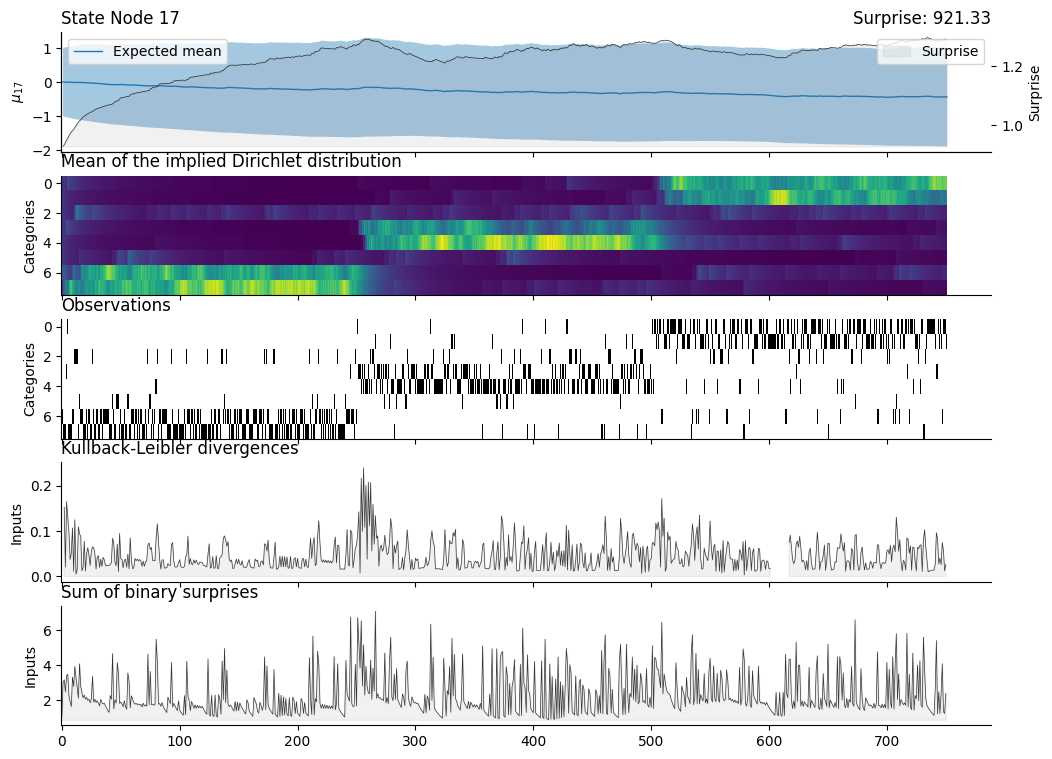 State Node 17 Surprise: 921.33
Expected mean
Surprise
1
0
−1
−2
μ17
1.2
1.0
Surprise
Mean of the implied Dirichlet distribution
0
2
4
6
Categories
Observations
0
2
4
6
Categories
Kullback-Leibler divergences
0.2
0.1
0.0
Inputs
Sum of binary surprises
6
4
2
Inputs
0 100 200 300 400 500 600 700